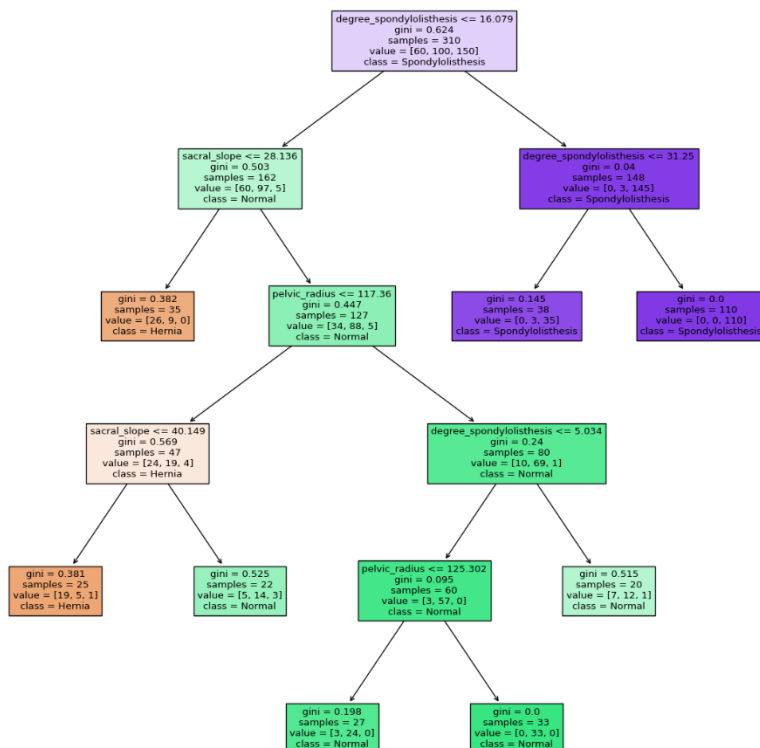 degree_spondylolisthesis <= 16.079
gini = 0.624
samples = 310
value = [60, 100, 150]
class = Spondylolisthesis
sacral_slope <= 28.136
gini = 0.503
samples = 162
value = [60, 97, 5]
class = Normal
degree_spondylolisthesis <= 31.25
gini = 0.04
samples = 148
value = [0, 3, 145]
class = Spondylolisthesis
gini = 0.382
samples = 35
value = [26, 9, 0]
class = Hernia
pelvic_radius <= 117.36
gini = 0.447
samples = 127
value = [34, 88, 5]
class = Normal
gini = 0.145
samples = 38
value = [0, 3, 35]
class = Spondylolisthesis
gini = 0.0
samples = 110
value = [0, 0, 110]
class = Spondylolisthesis
sacral_slope <= 40.149
gini = 0.569
samples = 47
value = [24, 19, 4]
class = Hernia
degree_spondylolisthesis <= 5.034
gini = 0.24
samples = 80
value = [10, 69, 1]
class = Normal
gini = 0.381
samples = 25
value = [19, 5, 1]
class = Hernia
gini = 0.525
samples = 22
value = [5, 14, 3]
class = Normal
pelvic_radius <= 125.302
gini = 0.095
samples = 60
value = [3, 57, 0]
class = Normal
gini = 0.515
samples = 20
value = [7, 12, 1]
class = Normal
gini = 0.198
samples = 27
value = [3, 24, 0]
class = Normal
gini = 0.0
samples = 33
value = [0, 33, 0]
class = Normal